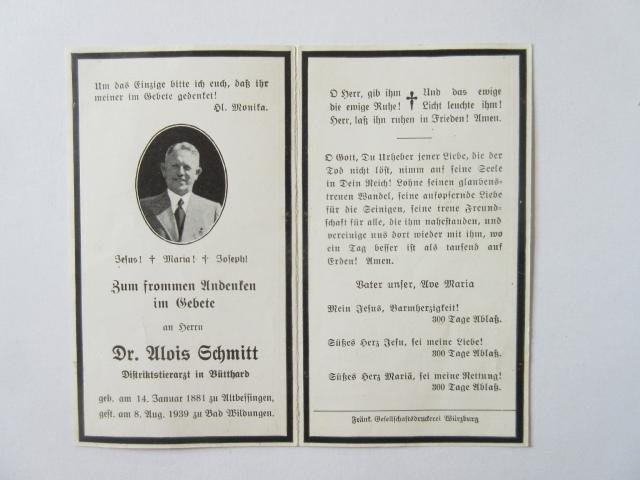 Um das Einzige bitte ich euch, daß ihr
meiner im Gebete gedenket!
Hl. Monika.
Jesus! † Maria! † Joseph!
Zum frommen Andenken
im Gebete
an Herrn
Dr. Alois Schmitt
Distriktstierarzt in Bütthard
geb. am 14. Januar 1881 zu Altbessingen,
gest. am 8. Aug. 1939 zu Bad Wildungen.
O Herr, gib ihm † Und das ewige
die ewige Ruhe! Licht leuchte ihm!
Herr, laß ihn ruhen in Frieden! Amen.
O Gott, Du Urheber jener Liebe, die der
Tod nicht löst, nimm auf seine Seele
in Dein Reich! Lohne seinen glaubens-
treuen Wandel, seine aufopfernde Liebe
für die Seinigen, seine treue Freund-
schaft für alle, die ihm nahestanden, und
vereinige uns dort wieder mit ihm, wo
ein Tag besser ist als tausend auf
Erden! Amen.
Vater unser, Ave Maria
Mein Jesus, Barmherzigkeit!
300 Tage Ablaß.
Süßes Herz Jesu, sei meine Liebe!
300 Tage Ablaß.
Süßes Herz Mariä, sei meine Rettung!
300 Tage Ablaß.
Fränk. Gesellschaftsdruckerei Würzburg